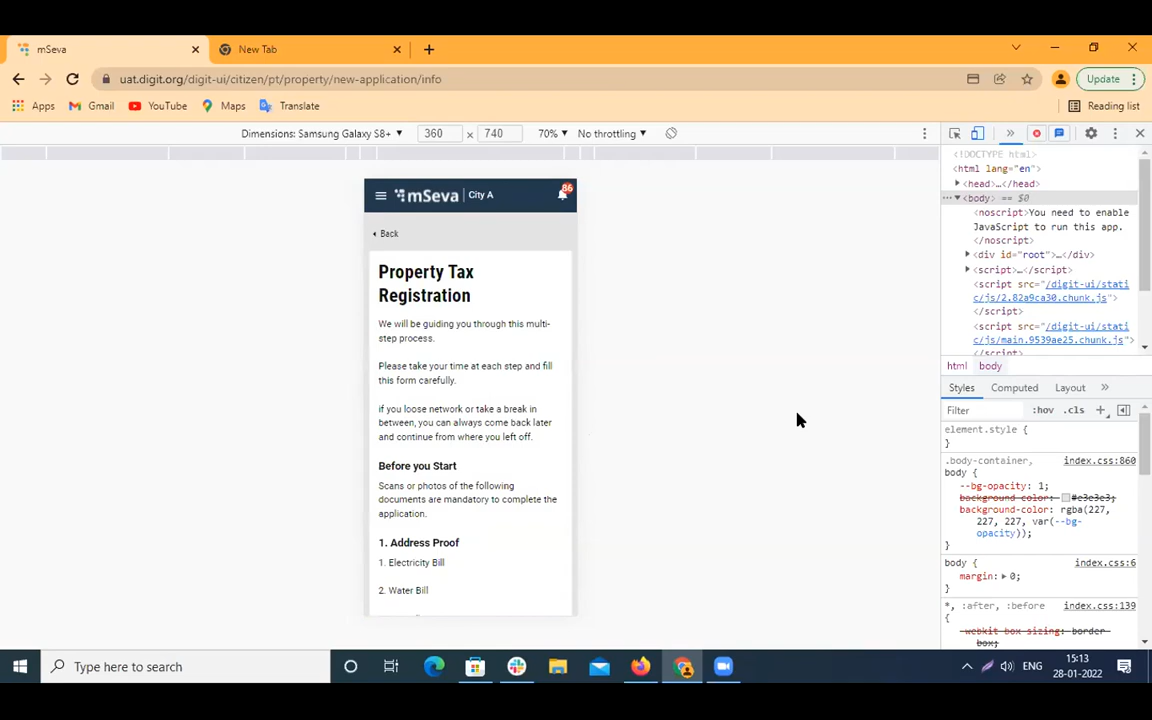 mSeva
New Tab
uat.digit.org/digit-ui/citizen/pt/property/new-application/info
Update
Apps
Gmail
YouTube
Maps
Translate
Reading list
Dimensions: Samsung Galaxy S8+
360 x 740
70%
No throttling
mSeva | City A
86
Back
Property Tax
Registration
We will be guiding you through this multi-
step process.
Please take your time at each step and fill
this form carefully.
if you loose network or take a break in
between, you can always come back later
and continue from where you left off.
Before you Start
Scans or photos of the following
documents are mandatory to complete the
application.
1. Address Proof
1. Electricity Bill
2. Water Bill
<!DOCTYPE html>
<html lang="en">
<head>…</head>
<body> == $0
<noscript>You need to enable
JavaScript to run this app.
</noscript>
<div id="root">…</div>
<script>…</script>
<script src="/digit-ui/stati
c/js/2.82a9ca30.chunk.js">
</script>
<script src="/digit-ui/stati
c/js/main.9539ae25.chunk.js">
</script>
html body
Styles Computed Layout
Filter :hov .cls
element.style {
}
.body-container, index.css:860
body {
--bg-opacity: 1;
background-color: #e3e3e3;
background-color: rgba(227,
227, 227, var(--bg-
opacity));
}
body { index.css:6
margin: 0;
}
*, :after, :before index.css:139
{
-webkit-box-sizing: border-
box;
Type here to search
ENG
15:13
28-01-2022